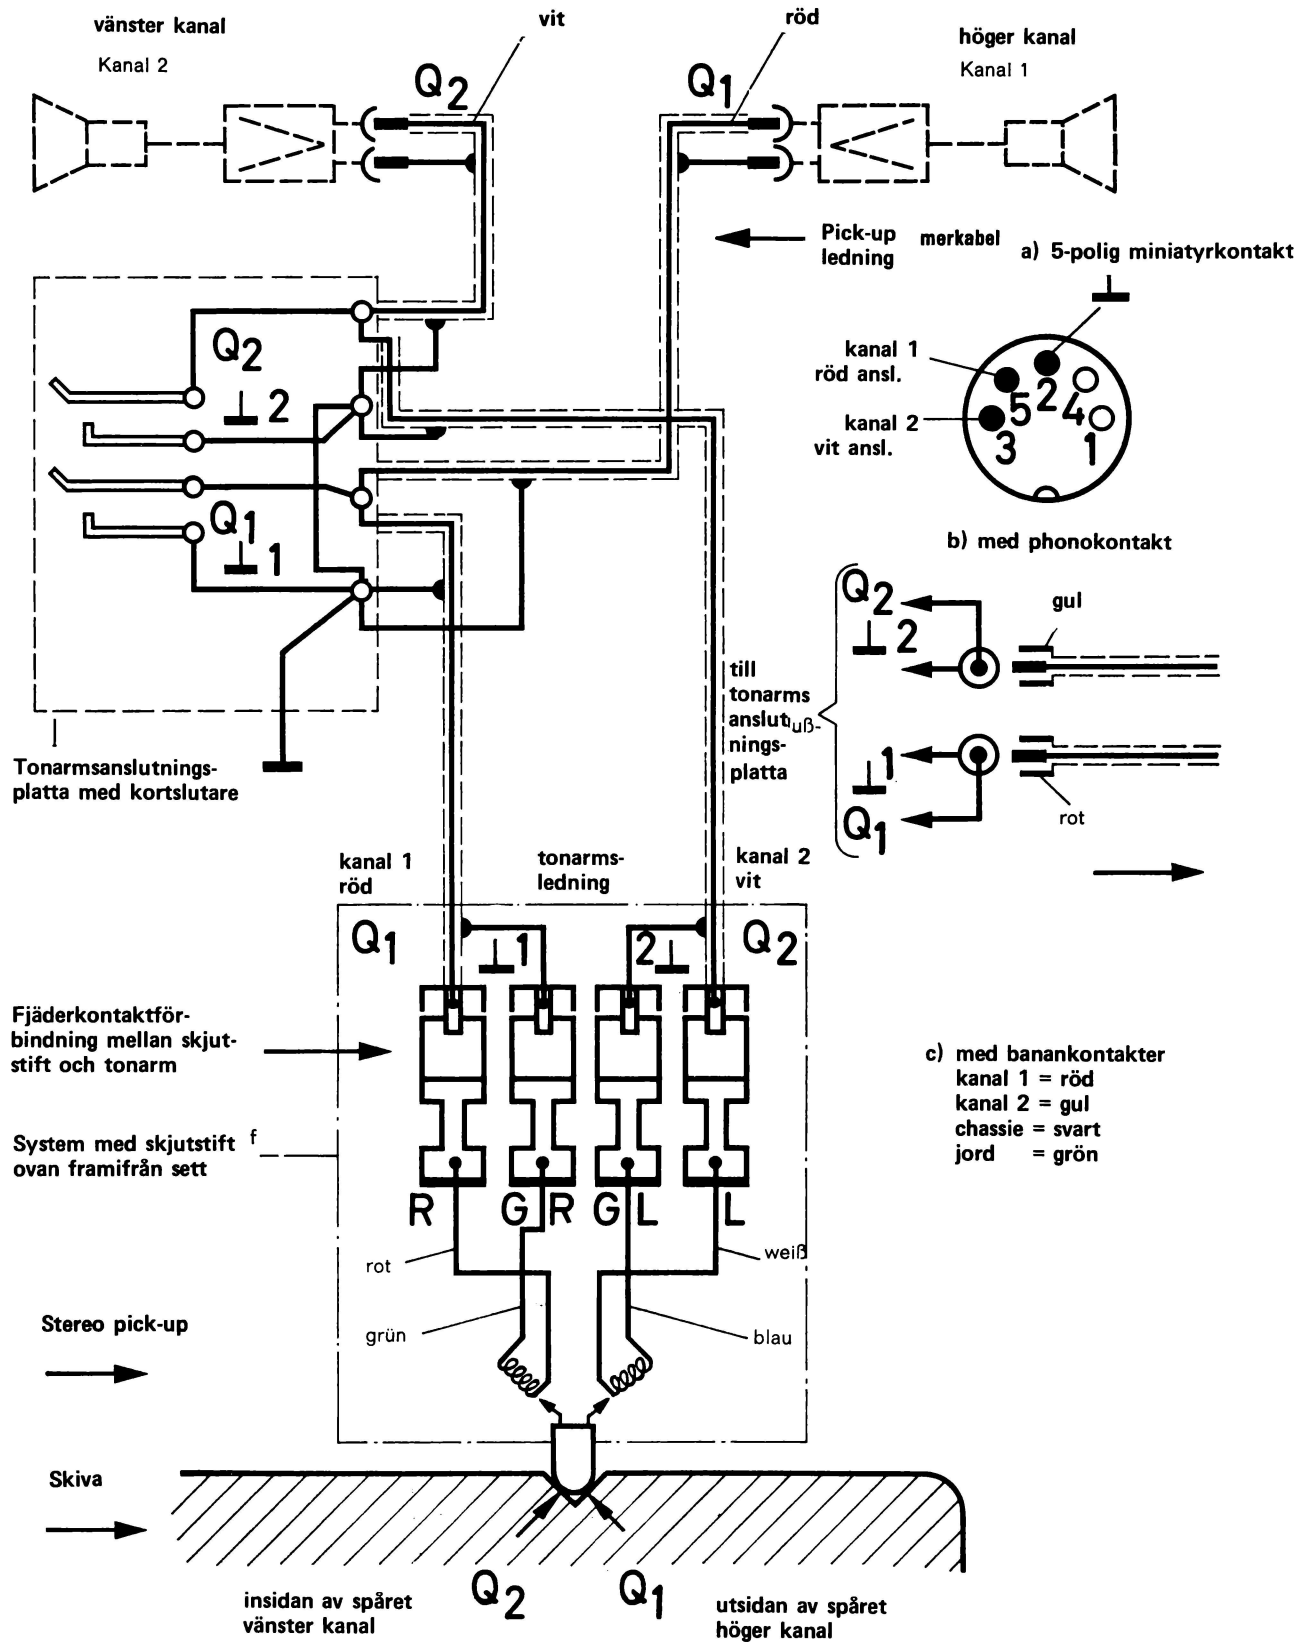 vänster kanal
Kanal 2
vit
röd
höger kanal
Kanal 1
Q2
Q1
Pick-up merkabel
ledning
a) 5-polig miniatyrkontakt
kanal 1
röd ansl.
kanal 2
vit ansl.
5 2 4
3 1
Q2
2
Q1
1
b) med phonokontakt
Q2
2
gul
1
Q1
rot
till
tonarms
anslut uß-
nings-
platta
Tonarmsanslutnings-
platta med kortslutare
kanal 1
röd
tonarms-
ledning
kanal 2
vit
Q1
1
2
Q2
Fjäderkontaktför-
bindning mellan skjut-
stift och tonarm
c) med banankontakter
kanal 1 = röd
kanal 2 = gul
chassie = svart
jord = grön
System med skjutstift f
ovan framifrån sett
R G R G L L
rot
weiß
grün
blau
Stereo pick-up
Skiva
Q2
Q1
insidan av spåret
vänster kanal
utsidan av spåret
höger kanal